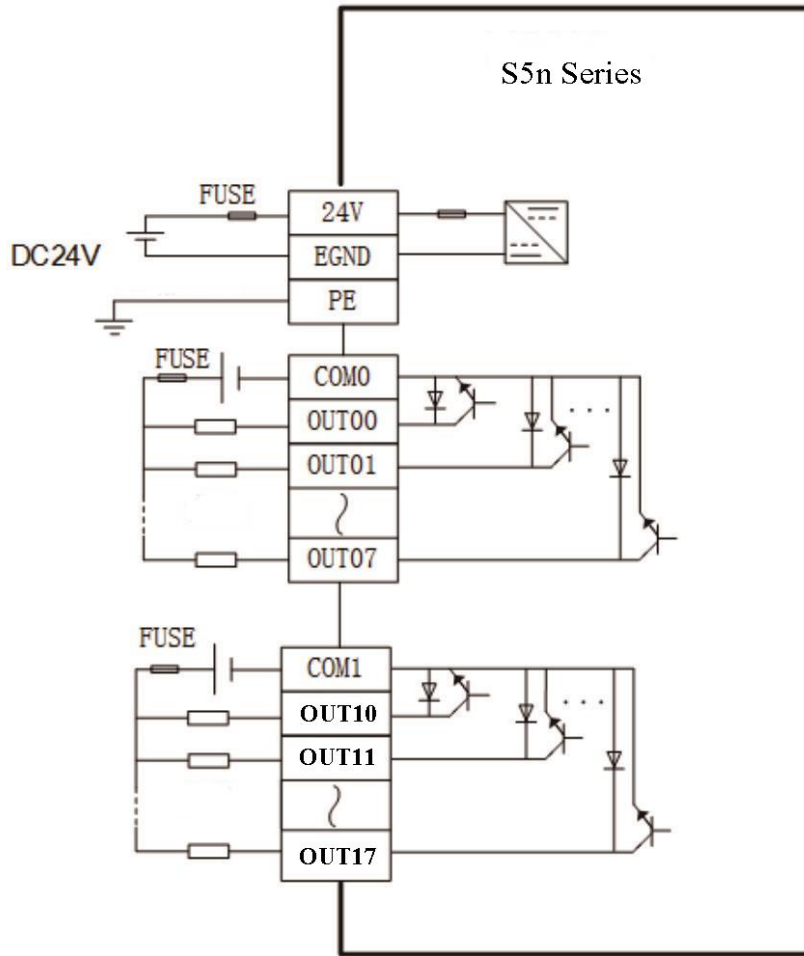 S5n Series
FUSE
24V
DC24V
EGND
PE
FUSE
COM0
OUT00
OUT01
OUT07
FUSE
COM1
OUT10
OUT11
OUT17